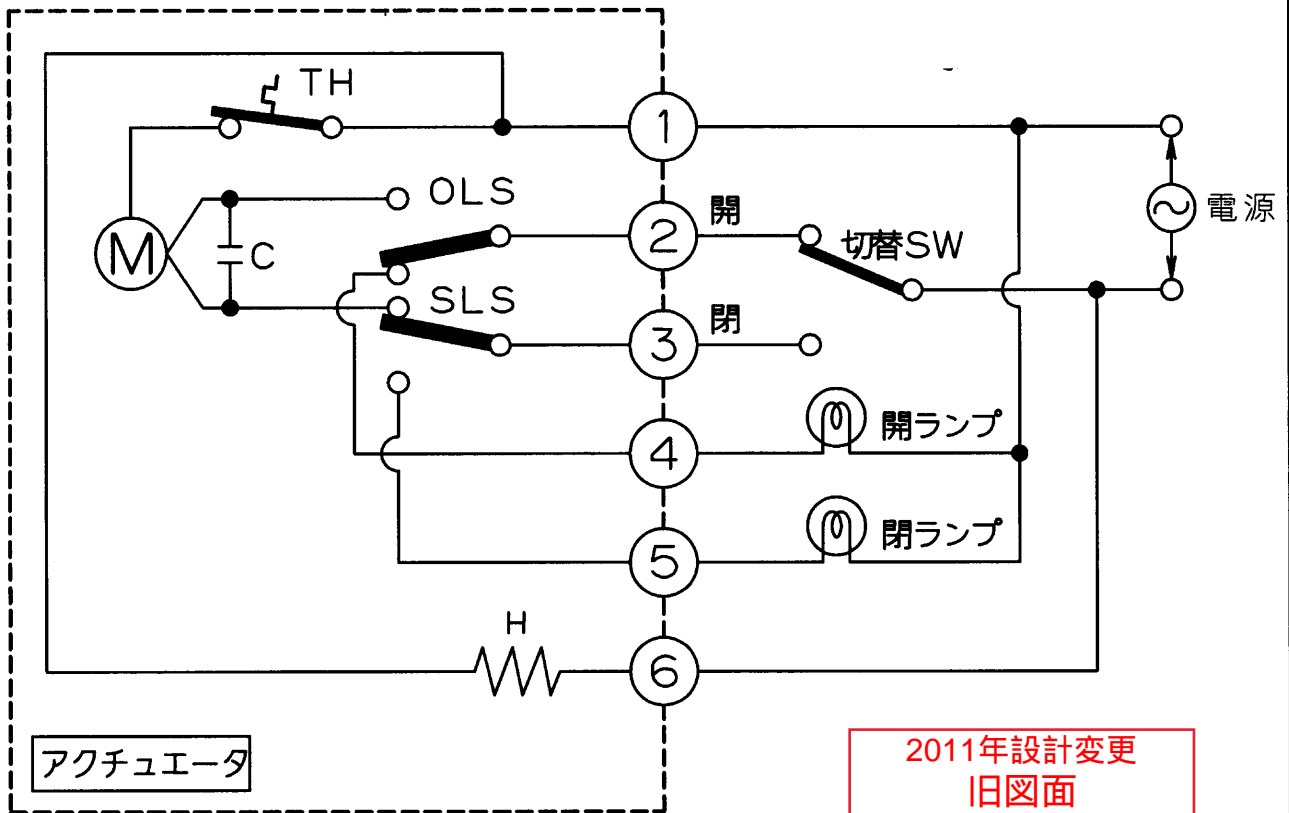 TH
①
OLS
②
開
切替SW
電源
M
C
SLS
③
閉
④
開ランプ
⑤
閉ランプ
H
⑥
アクチュエータ
2011年設計変更
旧図面